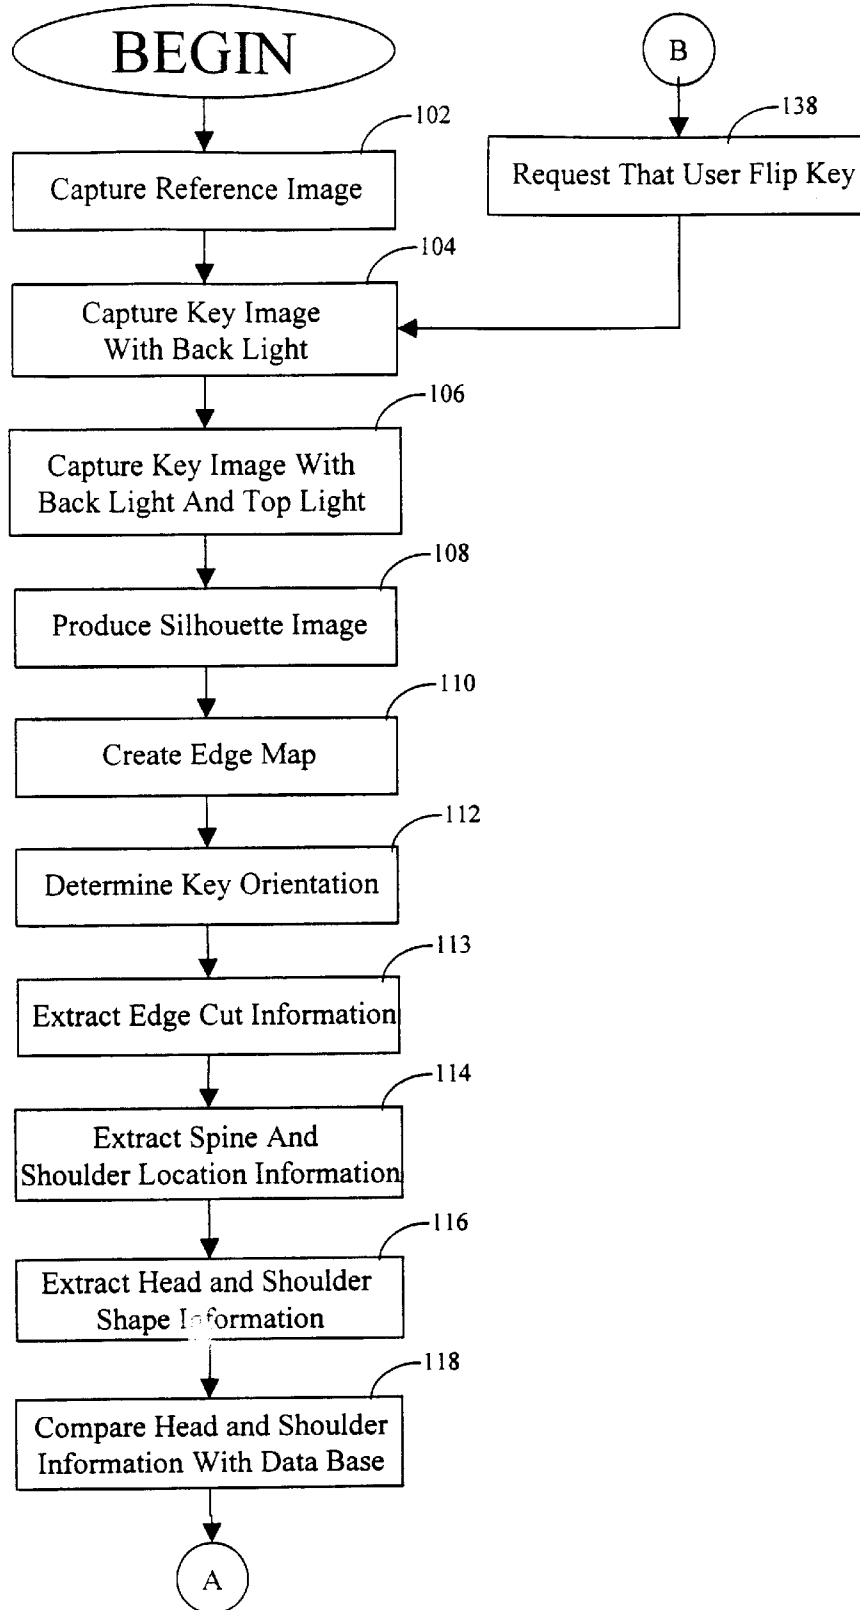 BEGIN
102
Capture Reference Image
104
Capture Key Image
With Back Light
106
Capture Key Image With
Back Light And Top Light
108
Produce Silhouette Image
110
Create Edge Map
112
Determine Key Orientation
113
Extract Edge Cut Information
114
Extract Spine And
Shoulder Location Information
116
Extract Head and Shoulder
Shape Information
118
Compare Head and Shoulder
Information With Data Base
A
B
138
Request That User Flip Key